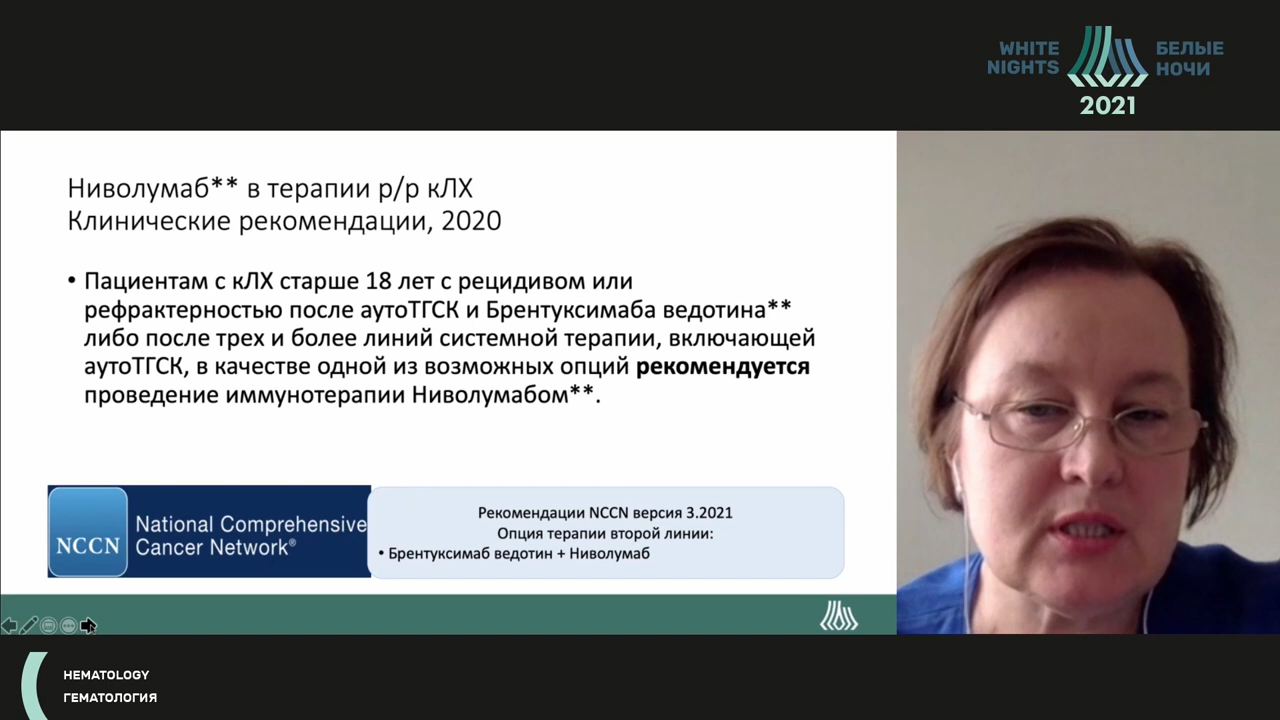 WHITE
NIGHTS
БЕЛЫЕ
НОЧИ
2021
Ниволумаб** в терапии р/р кЛХ
Клинические рекомендации, 2020
• Пациентам с кЛХ старше 18 лет с рецидивом или
рефрактерностью после аутоТГСК и Брентуксимаба ведотина**
либо после трех и более линий системной терапии, включающей
аутоТГСК, в качестве одной из возможных опций рекомендуется
проведение иммунотерапии Ниволумабом**.
NCCN
National Comprehensive
Cancer Network®
Рекомендации NCCN версия 3.2021
Опция терапии второй линии:
• Брентуксимаб ведотин + Ниволумаб
HEMATOLOGY
ГЕМАТОЛОГИЯ